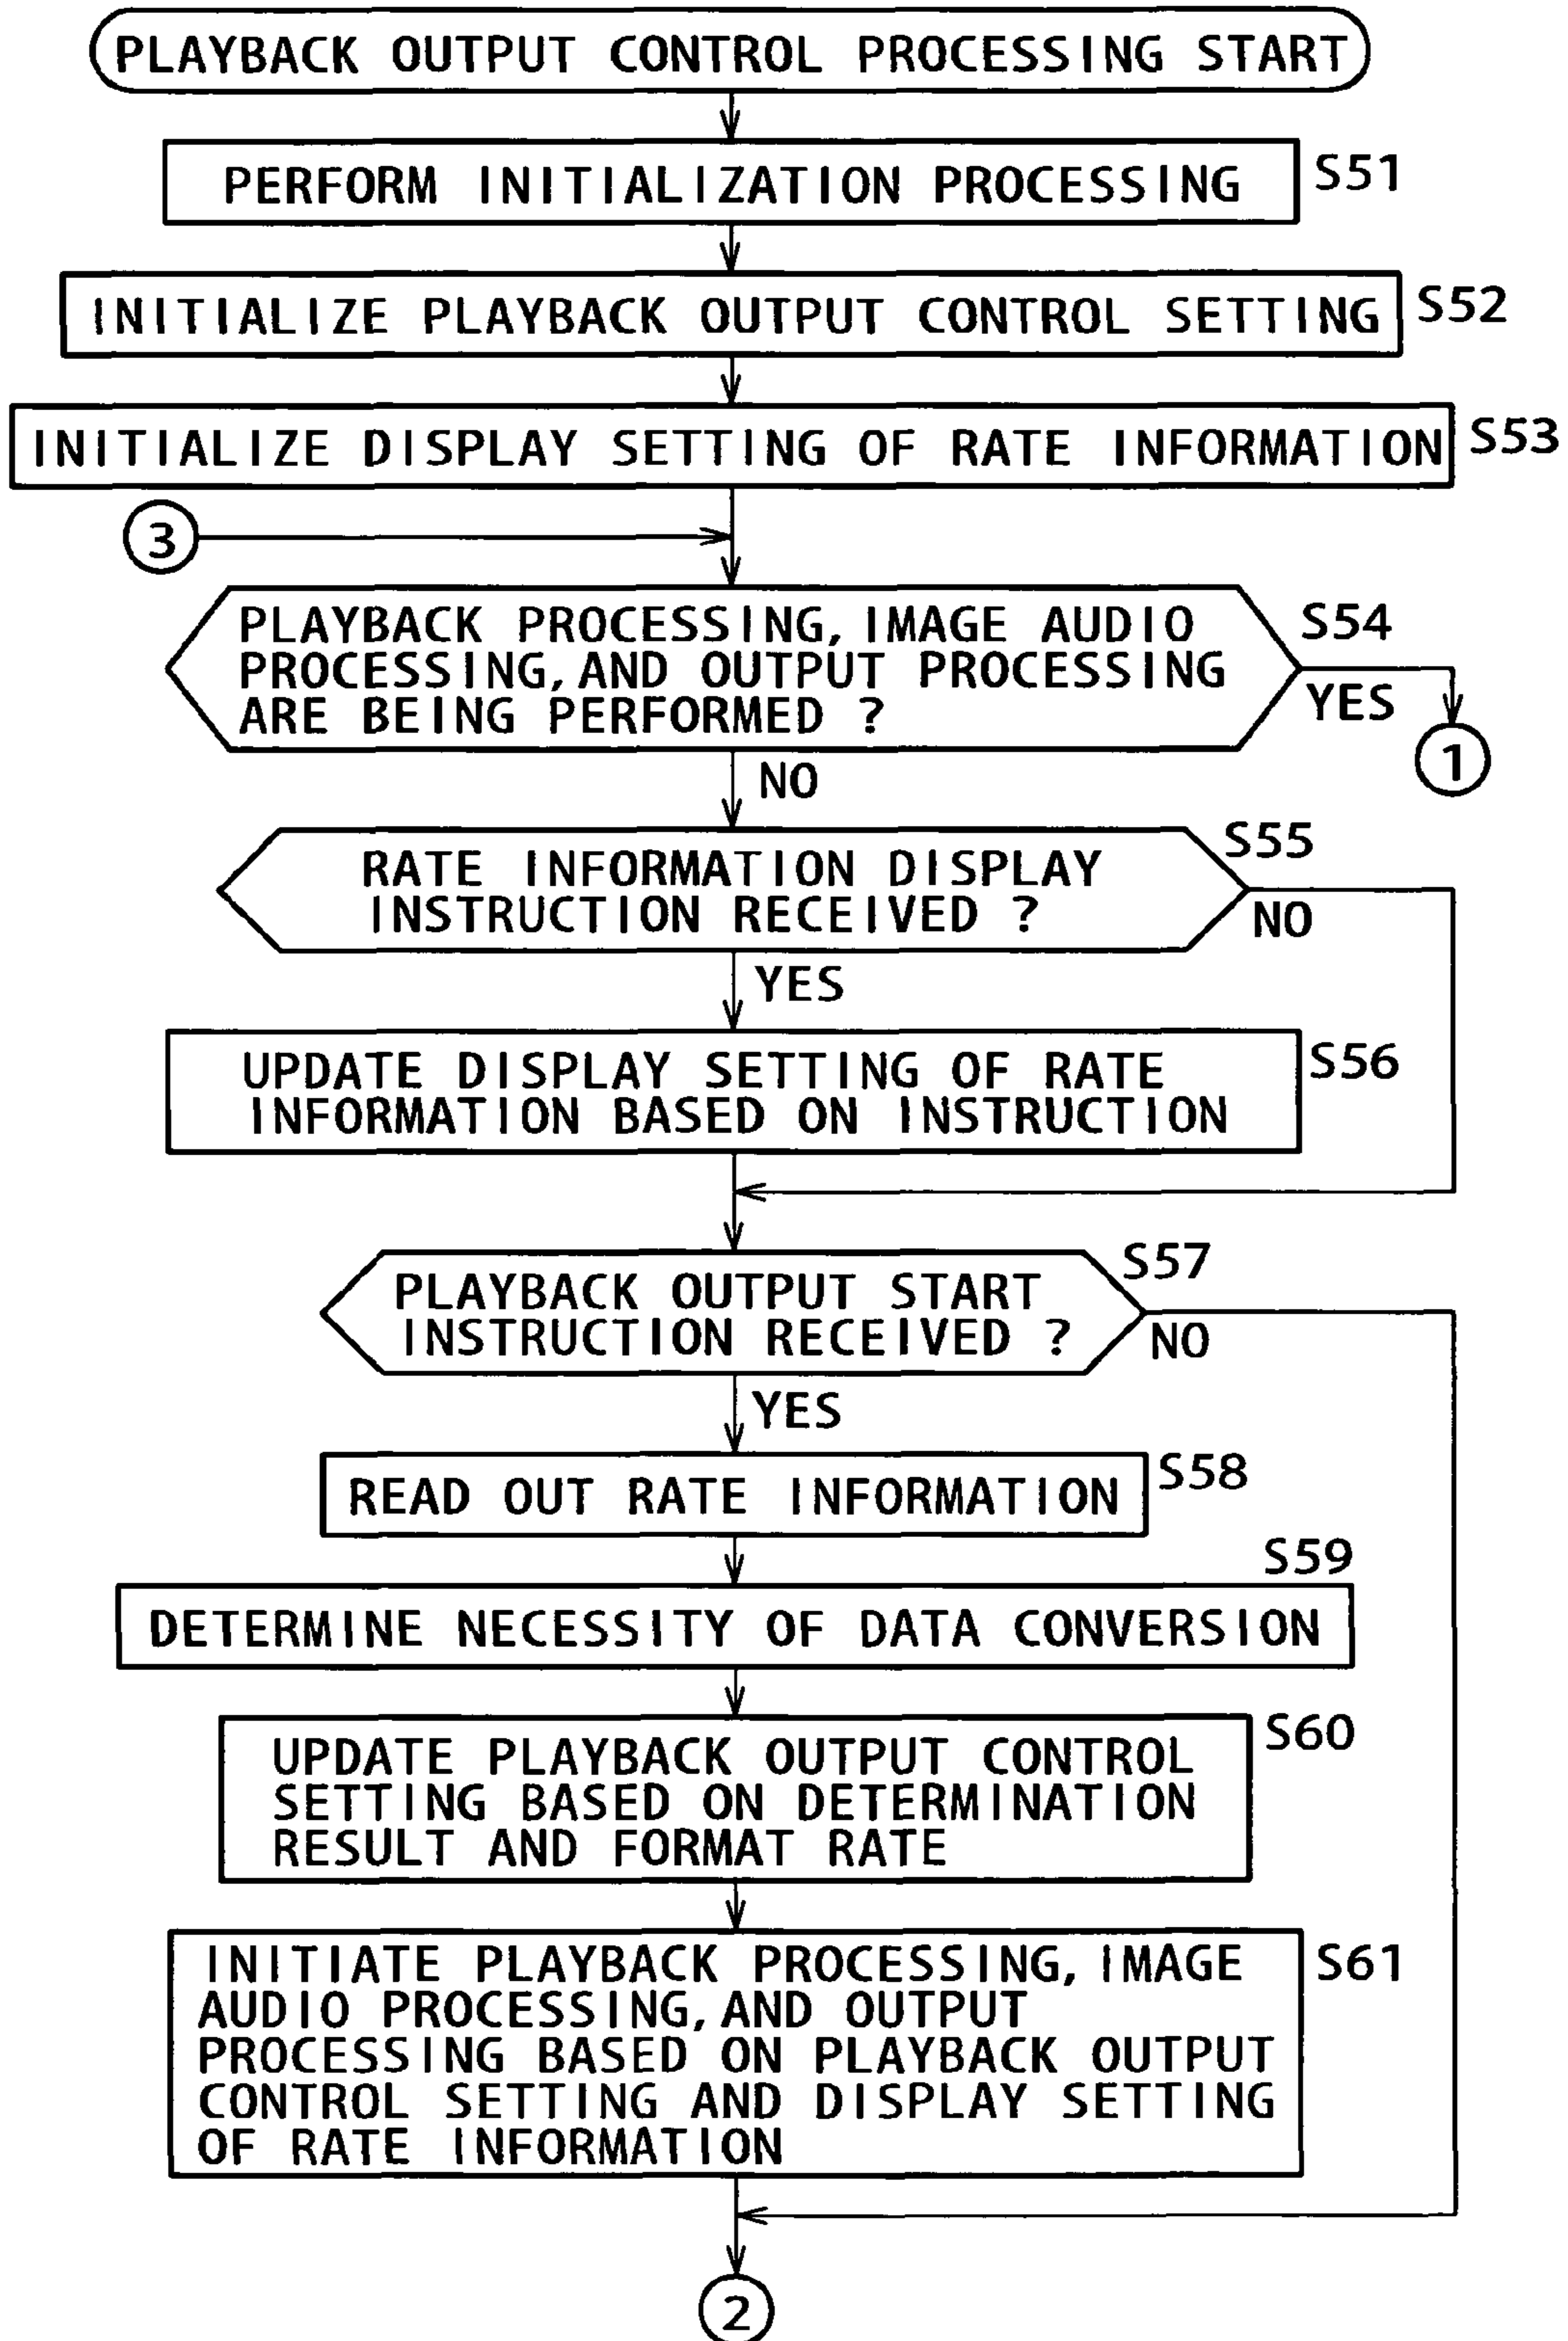 PLAYBACK OUTPUT CONTROL PROCESSING START
PERFORM INITIALIZATION PROCESSING
S51
INITIALIZE PLAYBACK OUTPUT CONTROL SETTING
S52
INITIALIZE DISPLAY SETTING OF RATE INFORMATION
S53
3
PLAYBACK PROCESSING, IMAGE AUDIO
PROCESSING, AND OUTPUT PROCESSING
ARE BEING PERFORMED ?
S54
YES
1
NO
RATE INFORMATION DISPLAY
INSTRUCTION RECEIVED ?
S55
NO
YES
UPDATE DISPLAY SETTING OF RATE
INFORMATION BASED ON INSTRUCTION
S56
PLAYBACK OUTPUT START
INSTRUCTION RECEIVED ?
S57
NO
YES
READ OUT RATE INFORMATION
S58
S59
DETERMINE NECESSITY OF DATA CONVERSION
UPDATE PLAYBACK OUTPUT CONTROL
SETTING BASED ON DETERMINATION
RESULT AND FORMAT RATE
S60
INITIATE PLAYBACK PROCESSING, IMAGE
AUDIO PROCESSING, AND OUTPUT
PROCESSING BASED ON PLAYBACK OUTPUT
CONTROL SETTING AND DISPLAY SETTING
OF RATE INFORMATION
S61
2